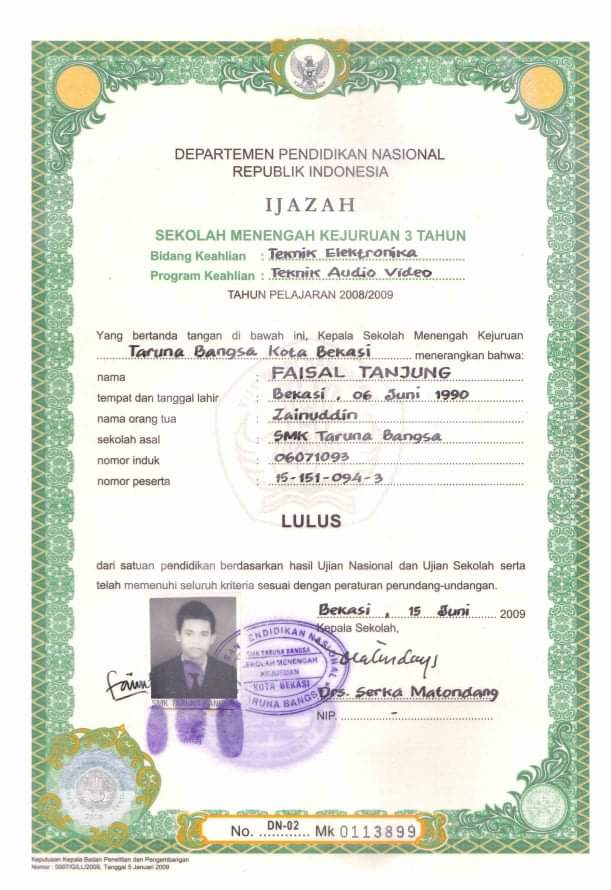 DEPARTEMEN PENDIDIKAN NASIONAL
REPUBLIK INDONESIA
IJAZAH
SEKOLAH MENENGAH KEJURUAN 3 TAHUN
Bidang Keahlian : Teknik Elektronika
Program Keahlian : Teknik Audio Video
TAHUN PELAJARAN 2008/2009
Yang bertanda tangan di bawah ini, Kepala Sekolah Menengah Kejuruan
Taruna Bangsa Kota Bekasi menerangkan bahwa:
nama : FAISAL TANJUNG
tempat dan tanggal lahir : Bekasi, 06 Juni 1990
nama orang tua : Zainuddin
sekolah asal : SMK Taruna Bangsa
nomor induk : 06071093
nomor peserta : 15-151-094-3
LULUS
dari satuan pendidikan berdasarkan hasil Ujian Nasional dan Ujian Sekolah serta
telah memenuhi seluruh kriteria sesuai dengan peraturan perundang-undangan.
Bekasi, 15 Juni 2009
Kepala Sekolah,
PENDIDIKAN NASIONAL
SMK TARUNA BANGSA
SEKOLAH MENENGAH
KEJURUAN
KOTA BEKASI
TARUNA BANGSA
Drs. Serka Matondang
NIP. -
No. DN-02 Mk 0113899
Keputusan Kepala Badan Penelitian dan Pengembangan
Nomor : 0007/G/LL/2009, Tanggal 5 Januari 2009